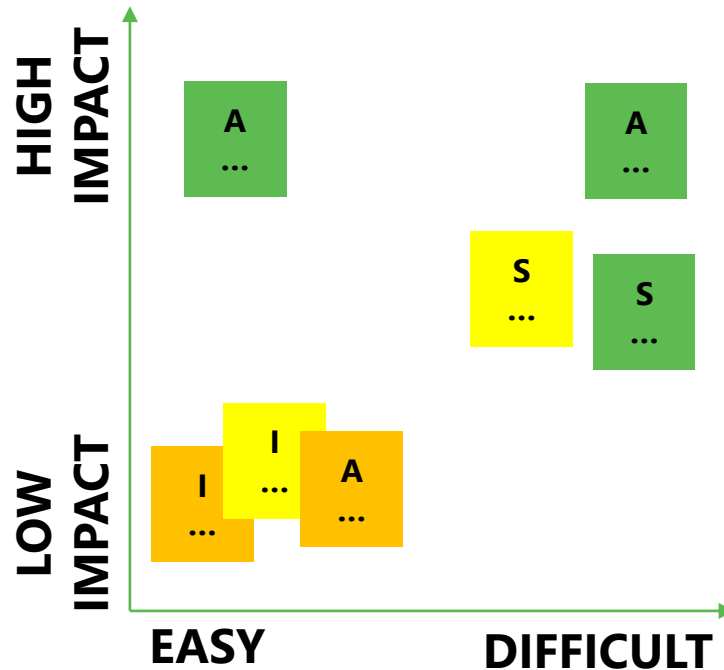 HIGH
IMPACT
A
...
A
...
S
...
S
...
I
...
I
...
A
...
LOW
IMPACT
EASY
DIFFICULT